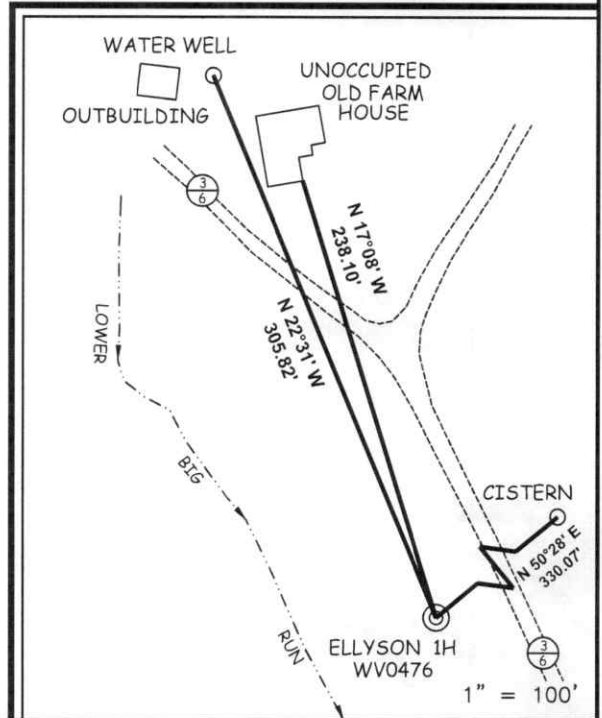 WATER WELL
OUTBUILDING
UNOCCUPIED
OLD FARM
HOUSE
3
6
N 17°08' W
238.10'
N 22°31' W
305.82'
LOWER
BIG
RUN
CISTERN
N 50°28' E
330.07'
ELLYSON 1H
WV0476
3
6
1" = 100'